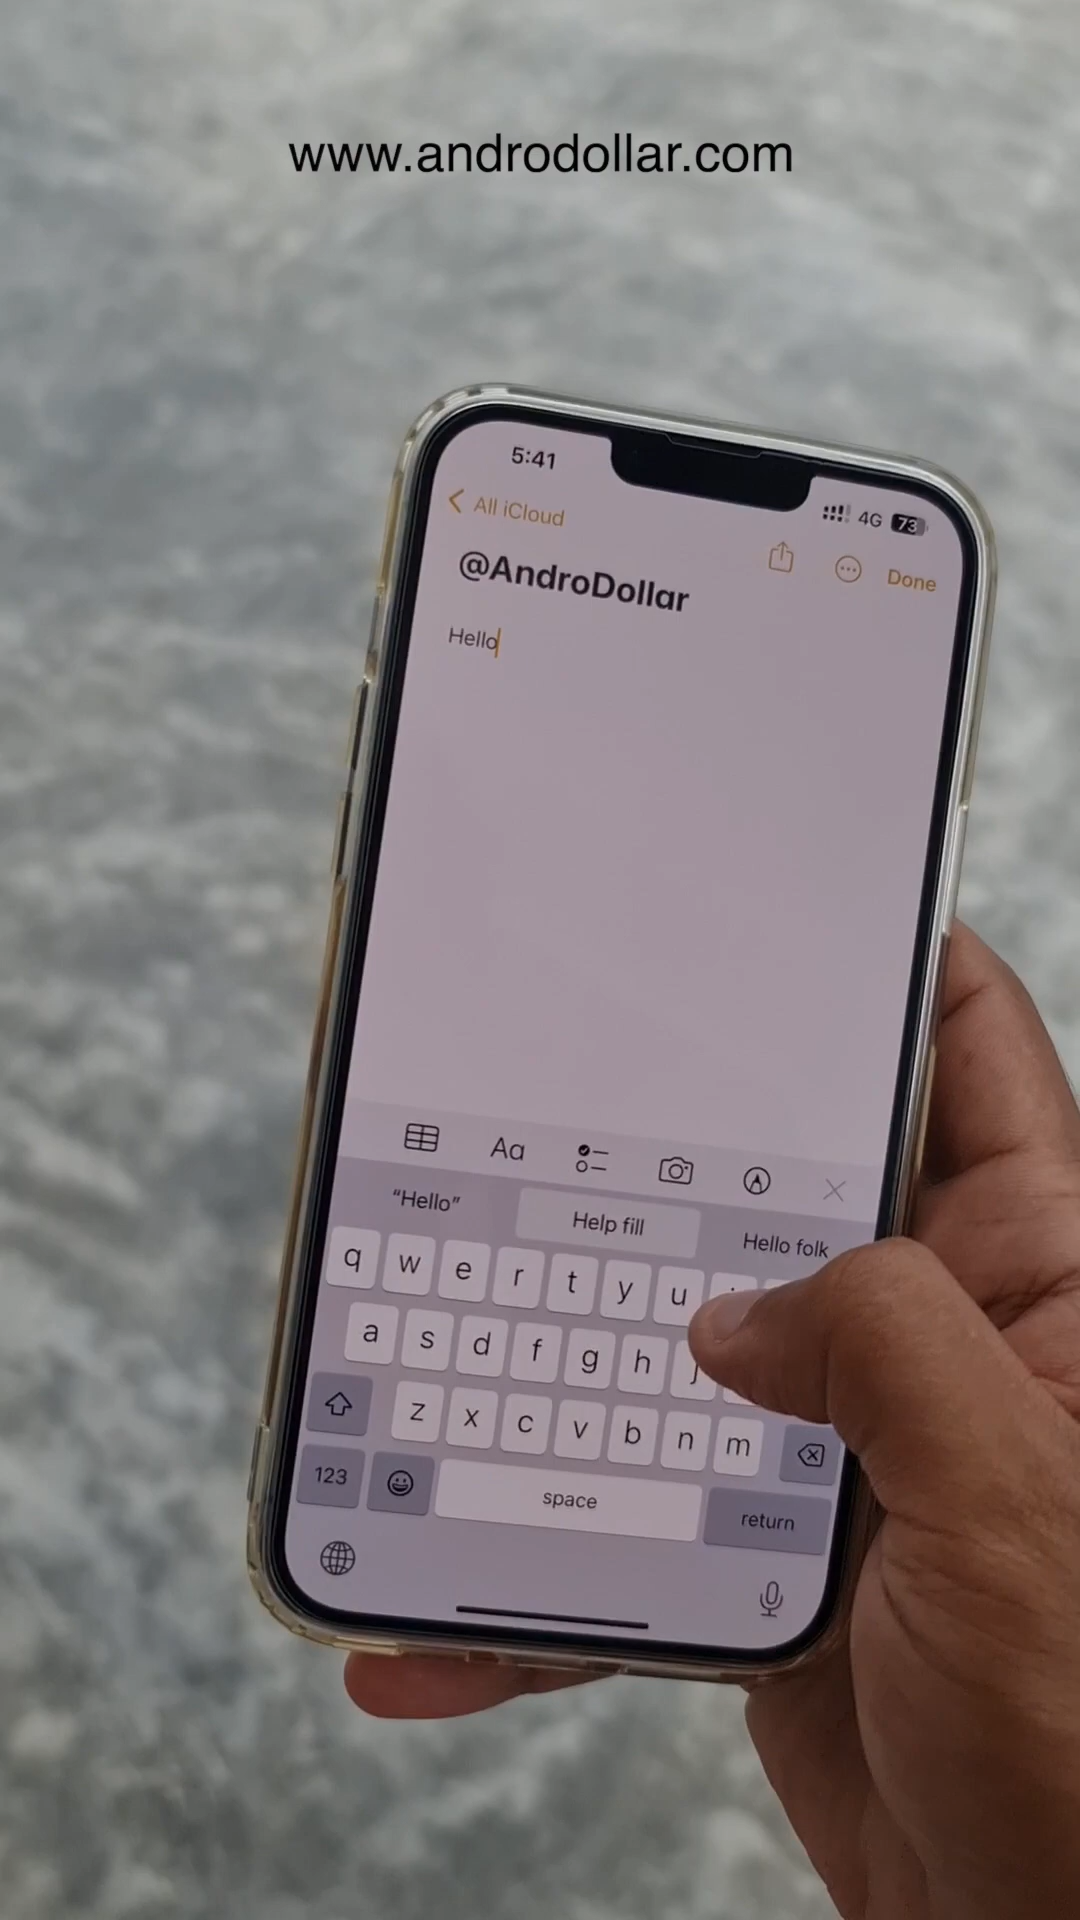 www.androdollar.com
5:41
4G 73
All iCloud
Done
@AndroDollar
Hello
Aa
“Hello” Help fill Hello folk
q w e r t y u
a s d f g h j
z x c v b n m
123 space return